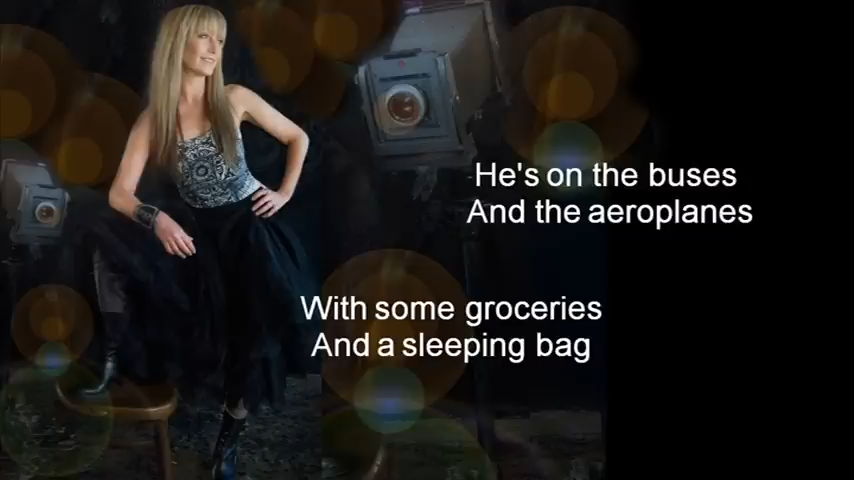 He's on the buses
And the aeroplanes
With some groceries
And a sleeping bag